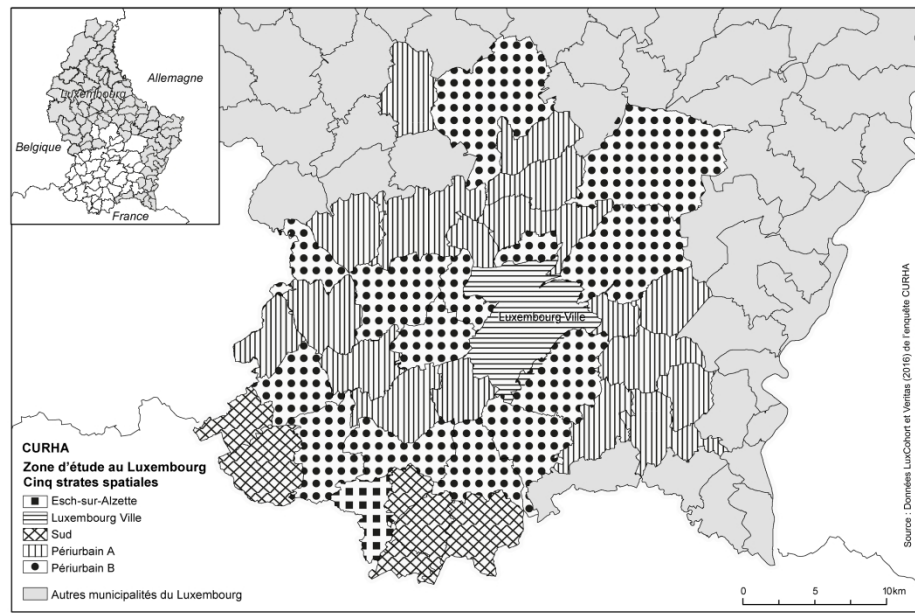 Allemagne
Luxembourg
Belgique
France
Luxembourg Ville
CURHA
Zone d'étude au Luxembourg
Cinq strates spatiales
Esch-sur-Alzette
Luxembourg Ville
Sud
Périurbain A
Périurbain B
Autres municipalités du Luxembourg
0 5 10km
Source : Données LuxCohort et Veritas (2016) de l'enquête CURHA